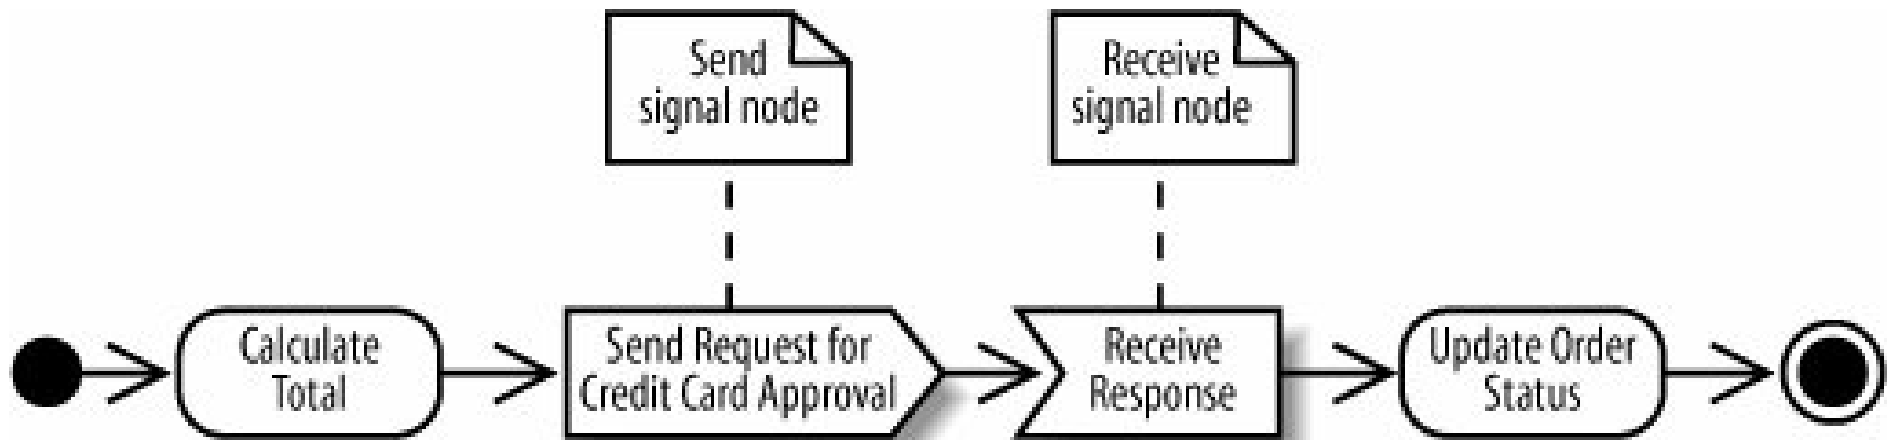 Send
signal node
Receive
signal node
Calculate
Total
Send Request for
Credit Card Approval
Receive
Response
Update Order
Status